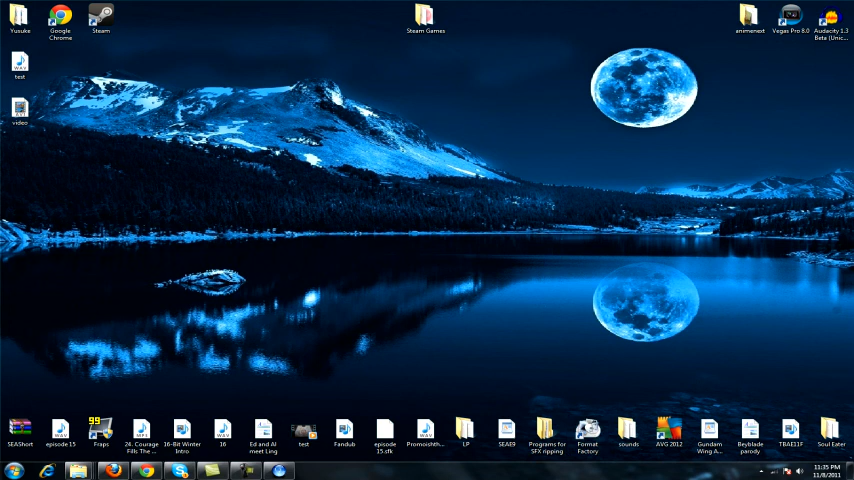 Yusuke
Google Chrome
Steam
Steam Games
animenext
Vegas Pro 8.0
Audacity 1.3 Beta (Unic...
test
video
SEAShort
episode 15
99
Fraps
24. Courage Fills The ...
16-Bit Winter Intro
16
Ed and Al meet Ling
test
Fandub
episode 15.sfk
Promoishth...
LP
SEAE9
Programs for SFX ripping
Format Factory
sounds
AVG 2012
Gundam Wing A...
Beyblade parody
TBAE11F
Soul Eater
11:35 PM
11/8/2011